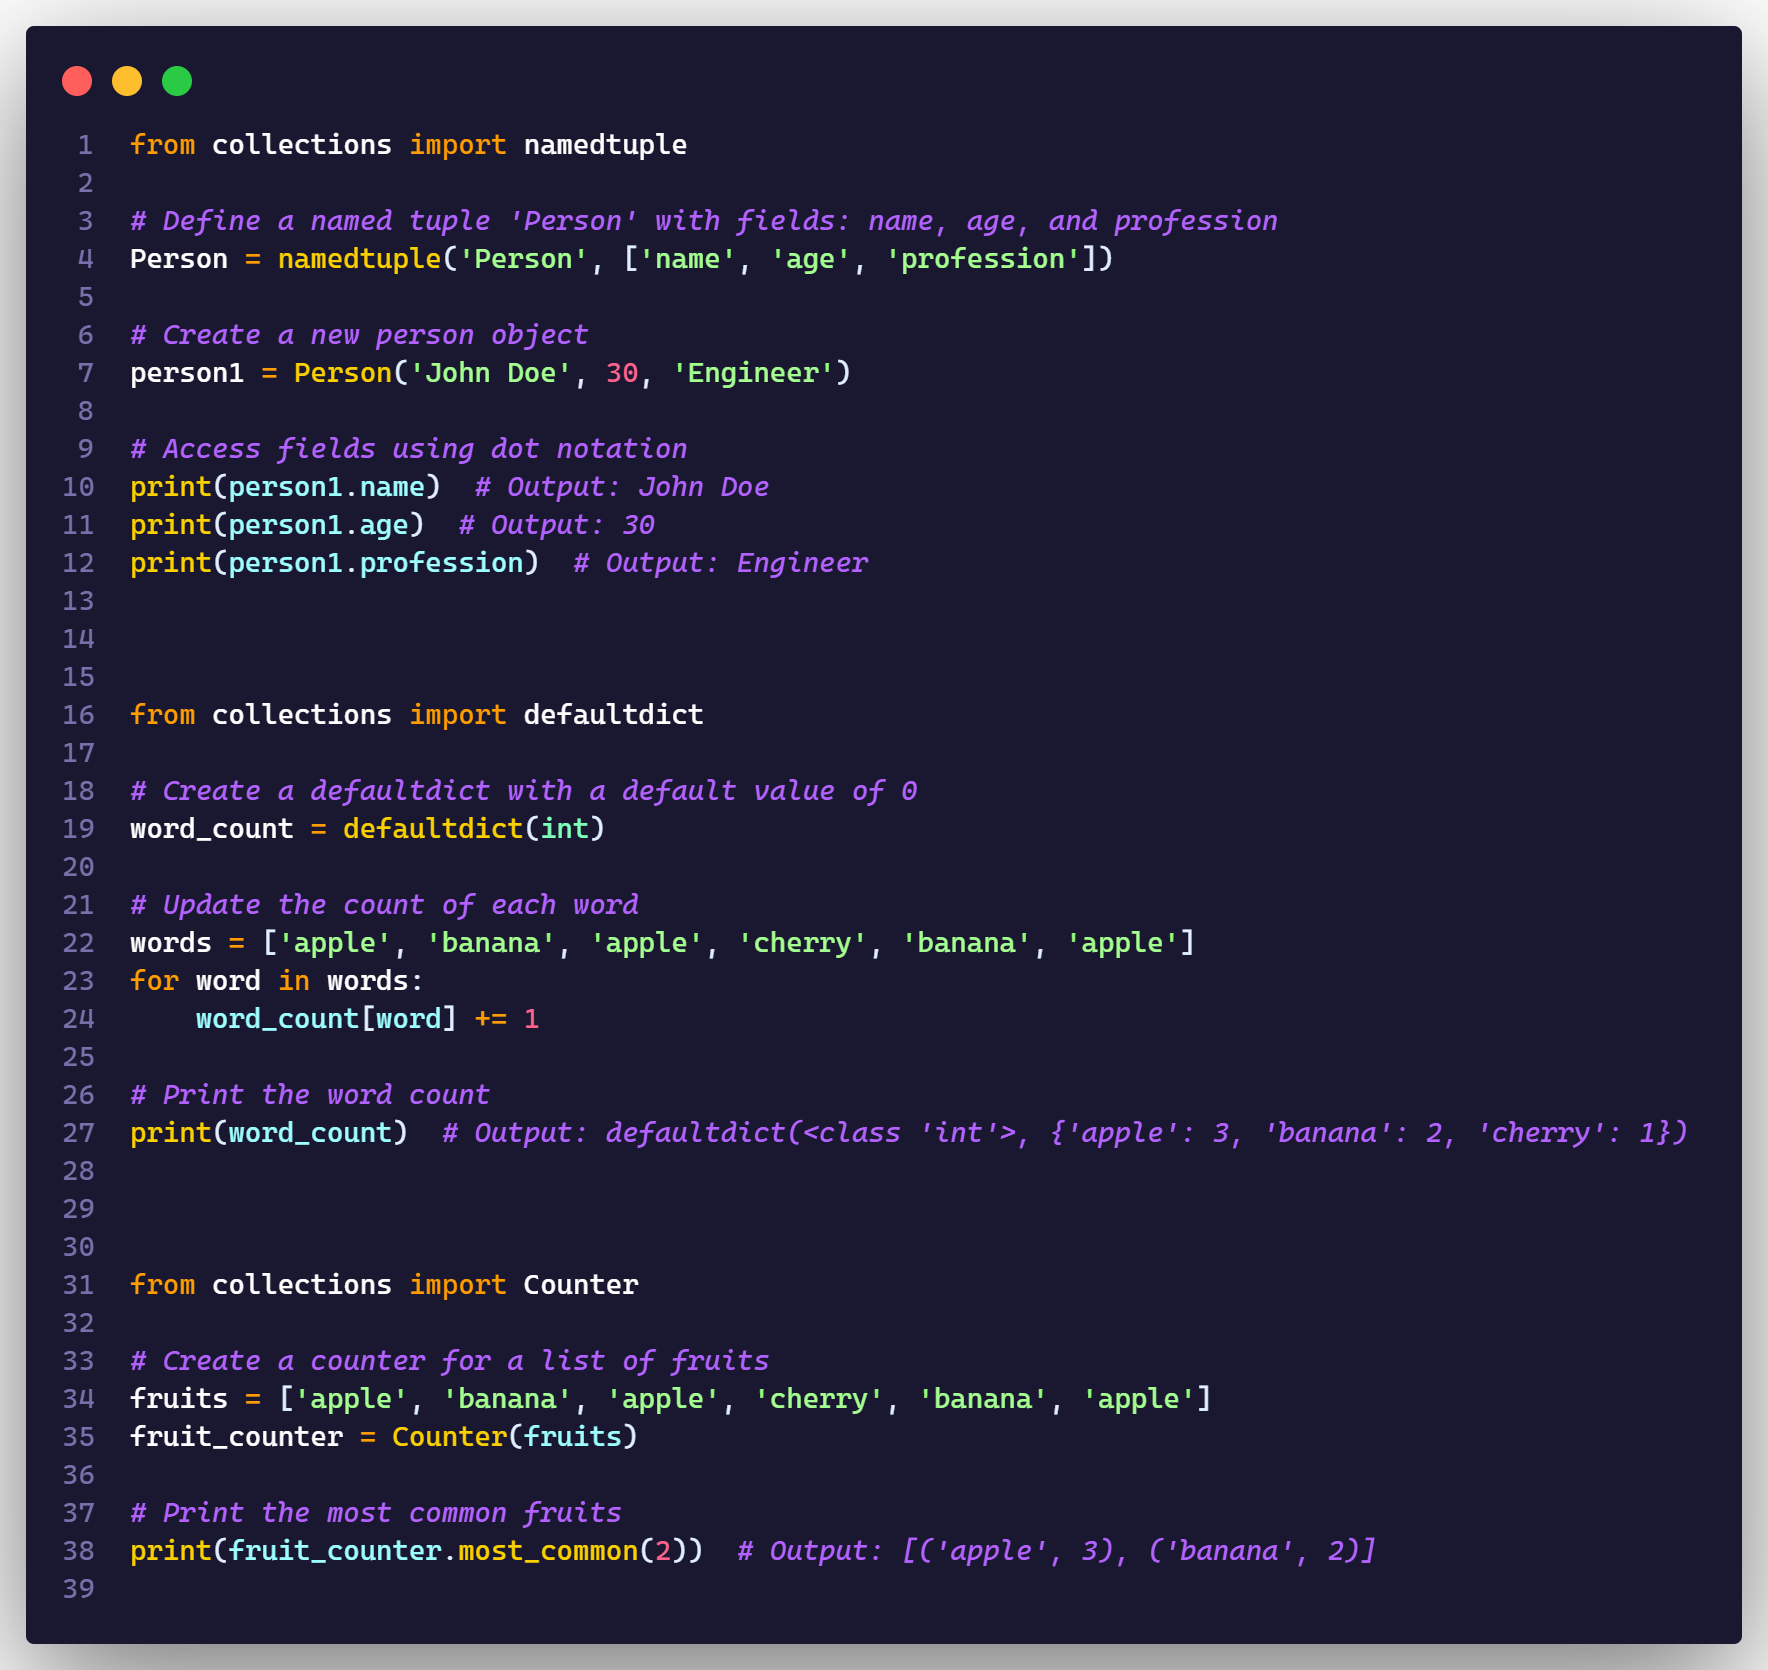 1 from collections import namedtuple
2
3 # Define a named tuple 'Person' with fields: name, age, and profession
4 Person = namedtuple('Person', ['name', 'age', 'profession'])
5
6 # Create a new person object
7 person1 = Person('John Doe', 30, 'Engineer')
8
9 # Access fields using dot notation
10 print(person1.name)  # Output: John Doe
11 print(person1.age)  # Output: 30
12 print(person1.profession)  # Output: Engineer
13
14
15
16 from collections import defaultdict
17
18 # Create a defaultdict with a default value of 0
19 word_count = defaultdict(int)
20
21 # Update the count of each word
22 words = ['apple', 'banana', 'apple', 'cherry', 'banana', 'apple']
23 for word in words:
24     word_count[word] += 1
25
26 # Print the word count
27 print(word_count)  # Output: defaultdict(<class 'int'>, {'apple': 3, 'banana': 2, 'cherry': 1})
28
29
30
31 from collections import Counter
32
33 # Create a counter for a list of fruits
34 fruits = ['apple', 'banana', 'apple', 'cherry', 'banana', 'apple']
35 fruit_counter = Counter(fruits)
36
37 # Print the most common fruits
38 print(fruit_counter.most_common(2))  # Output: [('apple', 3), ('banana', 2)]
39